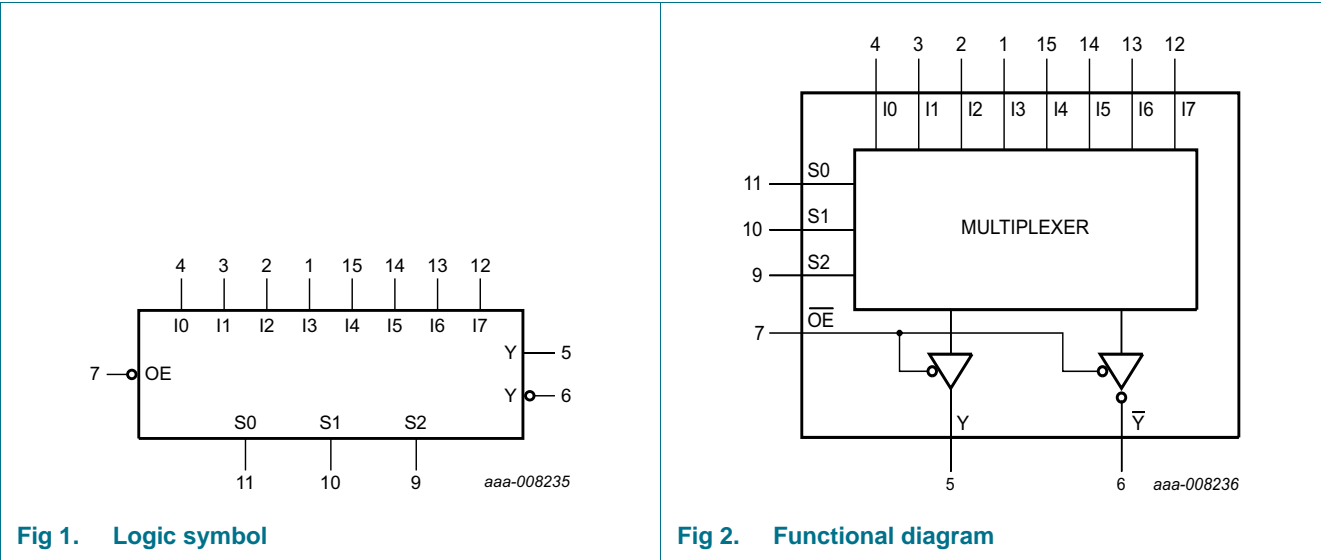 4 3 2 1 15 14 13 12
I0 I1 I2 I3 I4 I5 I6 I7
Y 5
7 OE
Y 6
S0 S1 S2
11 10 9
aaa-008235
Fig 1. Logic symbol
4 3 2 1 15 14 13 12
I0 I1 I2 I3 I4 I5 I6 I7
S0
11
S1
10
MULTIPLEXER
S2
9
O̅E̅
7
Y Y̅
5 6
aaa-008236
Fig 2. Functional diagram